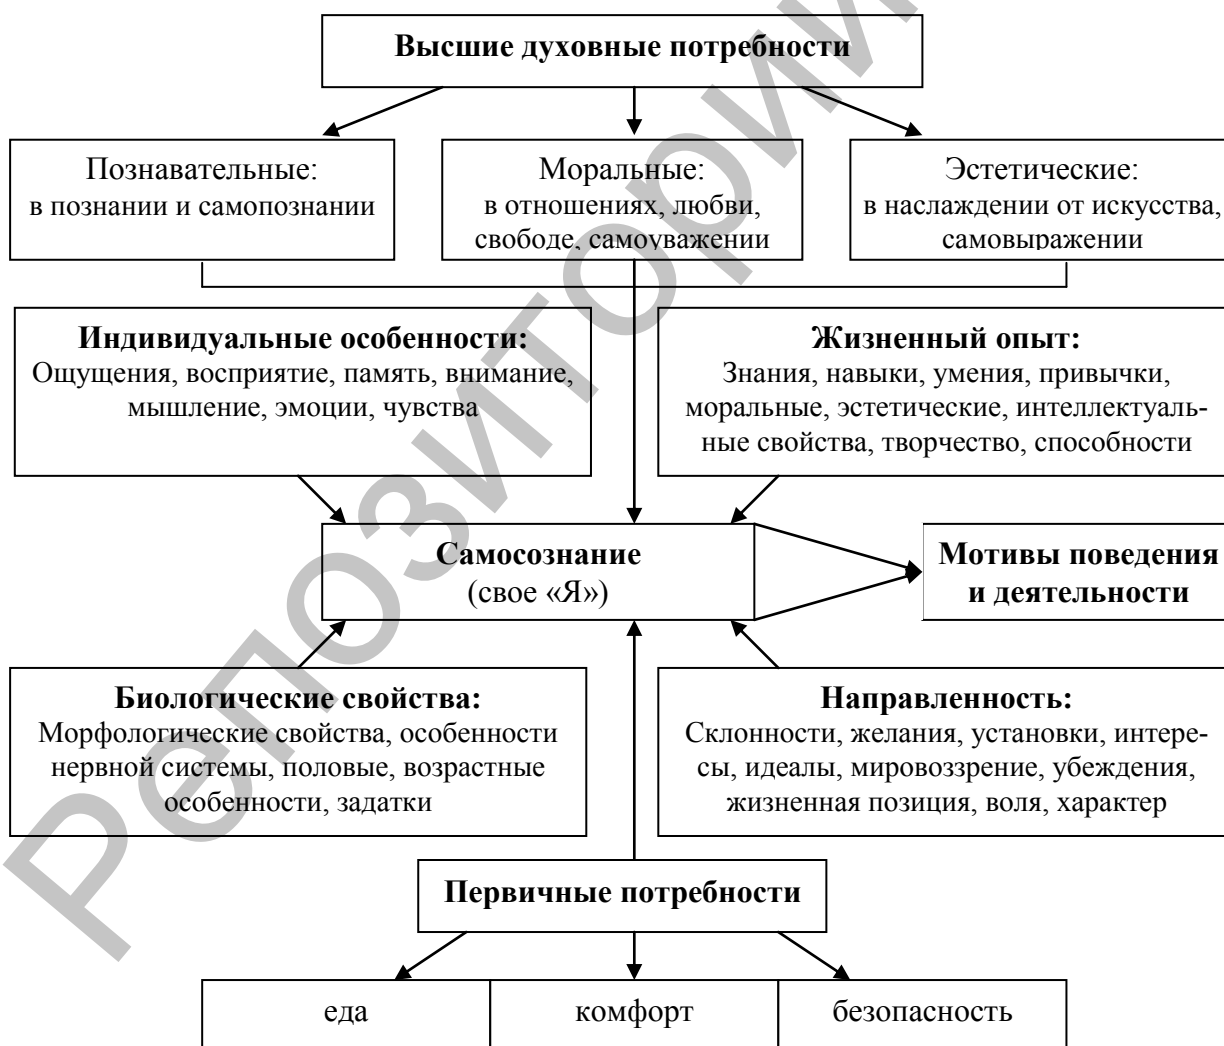 Высшие духовные потребности
Познавательные:
в познании и самопознании
Моральные:
в отношениях, любви,
свободе, самоуважении
Эстетические:
в наслаждении от искусства,
самовыражении
Индивидуальные особенности:
Ощущения, восприятие, память, внимание,
мышление, эмоции, чувства
Жизненный опыт:
Знания, навыки, умения, привычки,
моральные, эстетические, интеллектуаль-
ные свойства, творчество, способности
Самосознание
(свое «Я»)
Мотивы поведения
и деятельности
Биологические свойства:
Морфологические свойства, особенности
нервной системы, половые, возрастные
особенности, задатки
Направленность:
Склонности, желания, установки, интере-
сы, идеалы, мировоззрение, убеждения,
жизненная позиция, воля, характер
Первичные потребности
еда
комфорт
безопасность
Репозитори